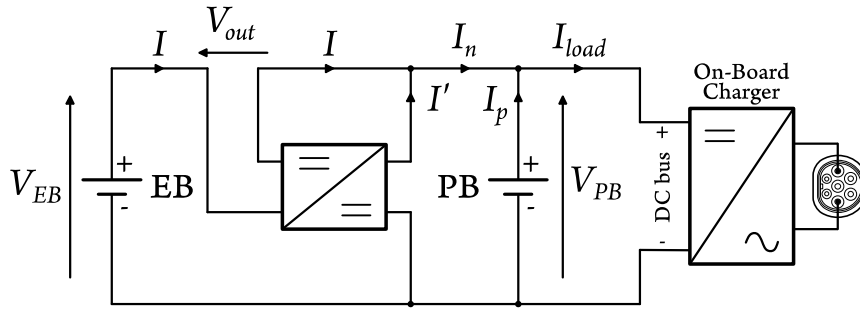 V_out
I
I
I_n
I_load
On-Board
Charger
I'
I_p
V_EB
+
EB
-
PB
+
-
V_PB
DC bus
+
-